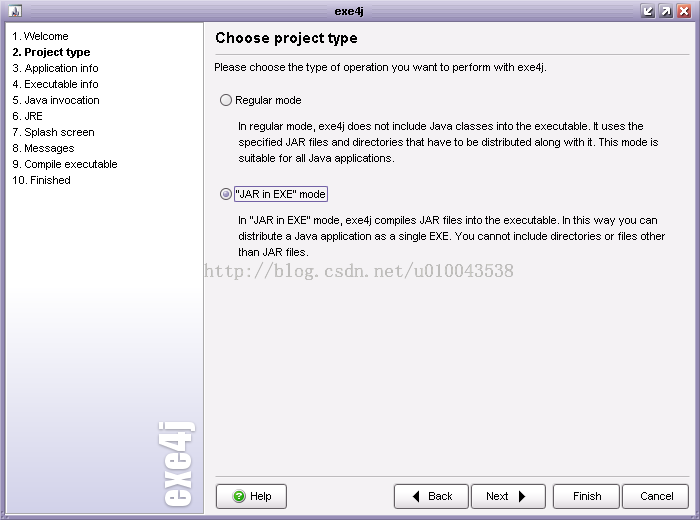 exe4j
1. Welcome
2. Project type
3. Application info
4. Executable info
5. Java invocation
6. JRE
7. Splash screen
8. Messages
9. Compile executable
10. Finished
exe4j
Choose project type
Please choose the type of operation you want to perform with exe4j.
Regular mode
In regular mode, exe4j does not include Java classes into the executable. It uses the
specified JAR files and directories that have to be distributed along with it. This mode is
suitable for all Java applications.
"JAR in EXE" mode
In "JAR in EXE" mode, exe4j compiles JAR files into the executable. In this way you can
distribute a Java application as a single EXE. You cannot include directories or files other
than JAR files.
http://blog.csdn.net/u010043538
Help
Back
Next
Finish
Cancel